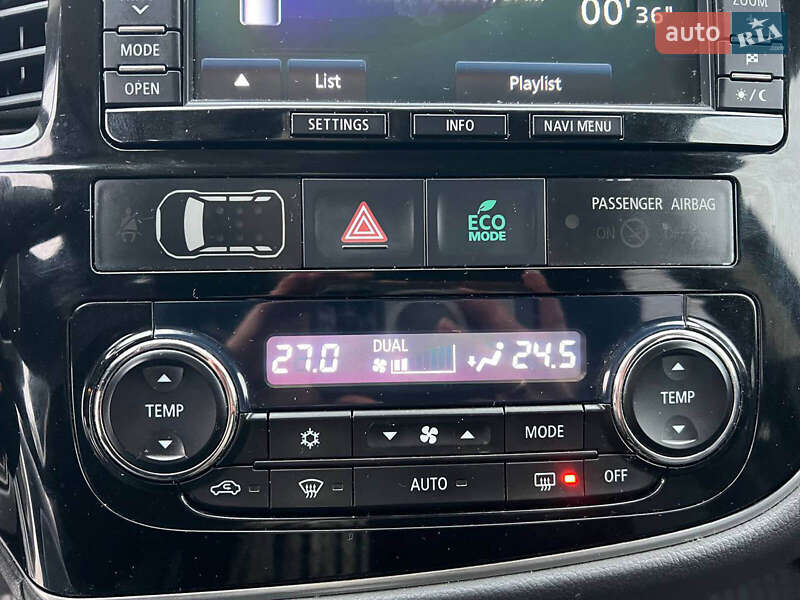 ZOOM
00'36"
auto RIA
MODE
OPEN
List
Playlist
SETTINGS
INFO
NAVI MENU
ECO
MODE
PASSENGER AIRBAG
ON
OFF
27.0
DUAL
24.5
TEMP
TEMP
MODE
AUTO
OFF